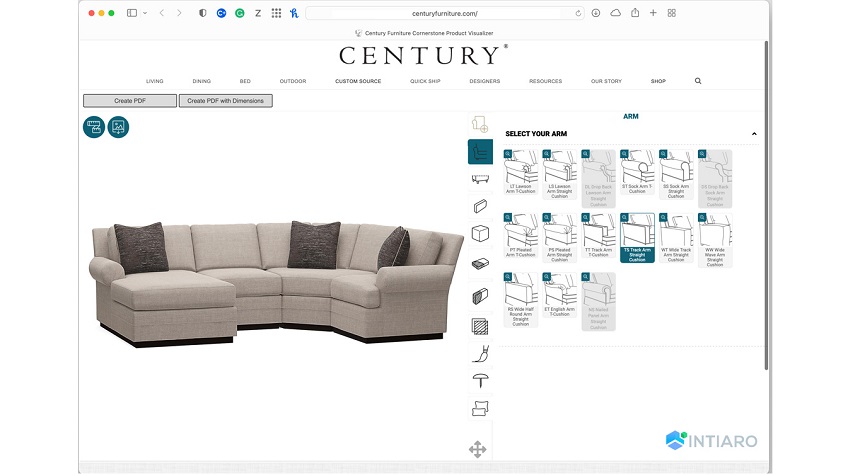 centuryfurniture.com/
Century Furniture Cornerstone Product Visualizer
CENTURY®
LIVING DINING BED OUTDOOR CUSTOM SOURCE QUICK SHIP DESIGNERS RESOURCES OUR STORY SHOP
Create PDF Create PDF with Dimensions
ARM
SELECT YOUR ARM
LT Lawson
Arm T-Cushion
LS Lawson
Arm Straight
Cushion
DL Drop Back
Lawson Arm
Straight
Cushion
ST Sock Arm T-
Cushion
SS Sock Arm
Straight
Cushion
Drop Back
Sock Arm
Straight
Cushion
PT Pleated
Arm T-Cushion
PS Pleated
Arm Straight
Cushion
TT Track Arm
T-Cushion
TS Track Arm
Straight
Cushion
WT Wide Track
Arm Straight
Cushion
WW Wide
Wave Arm
Straight
Cushion
RS Wide Half
Round Arm
Straight
Cushion
ET English Arm
T-Cushion
Panel Arm
Straight
Cushion
INTIARO